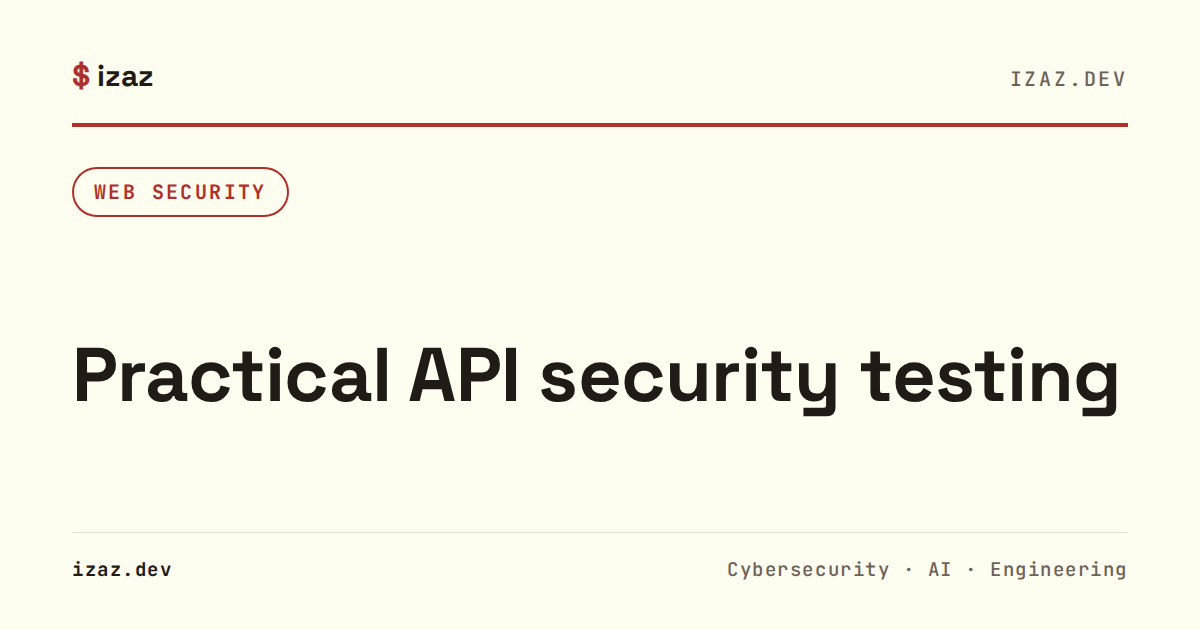 $ izaz
IZAZ.DEV
WEB SECURITY
Practical API security testing
izaz.dev
Cybersecurity · AI · Engineering